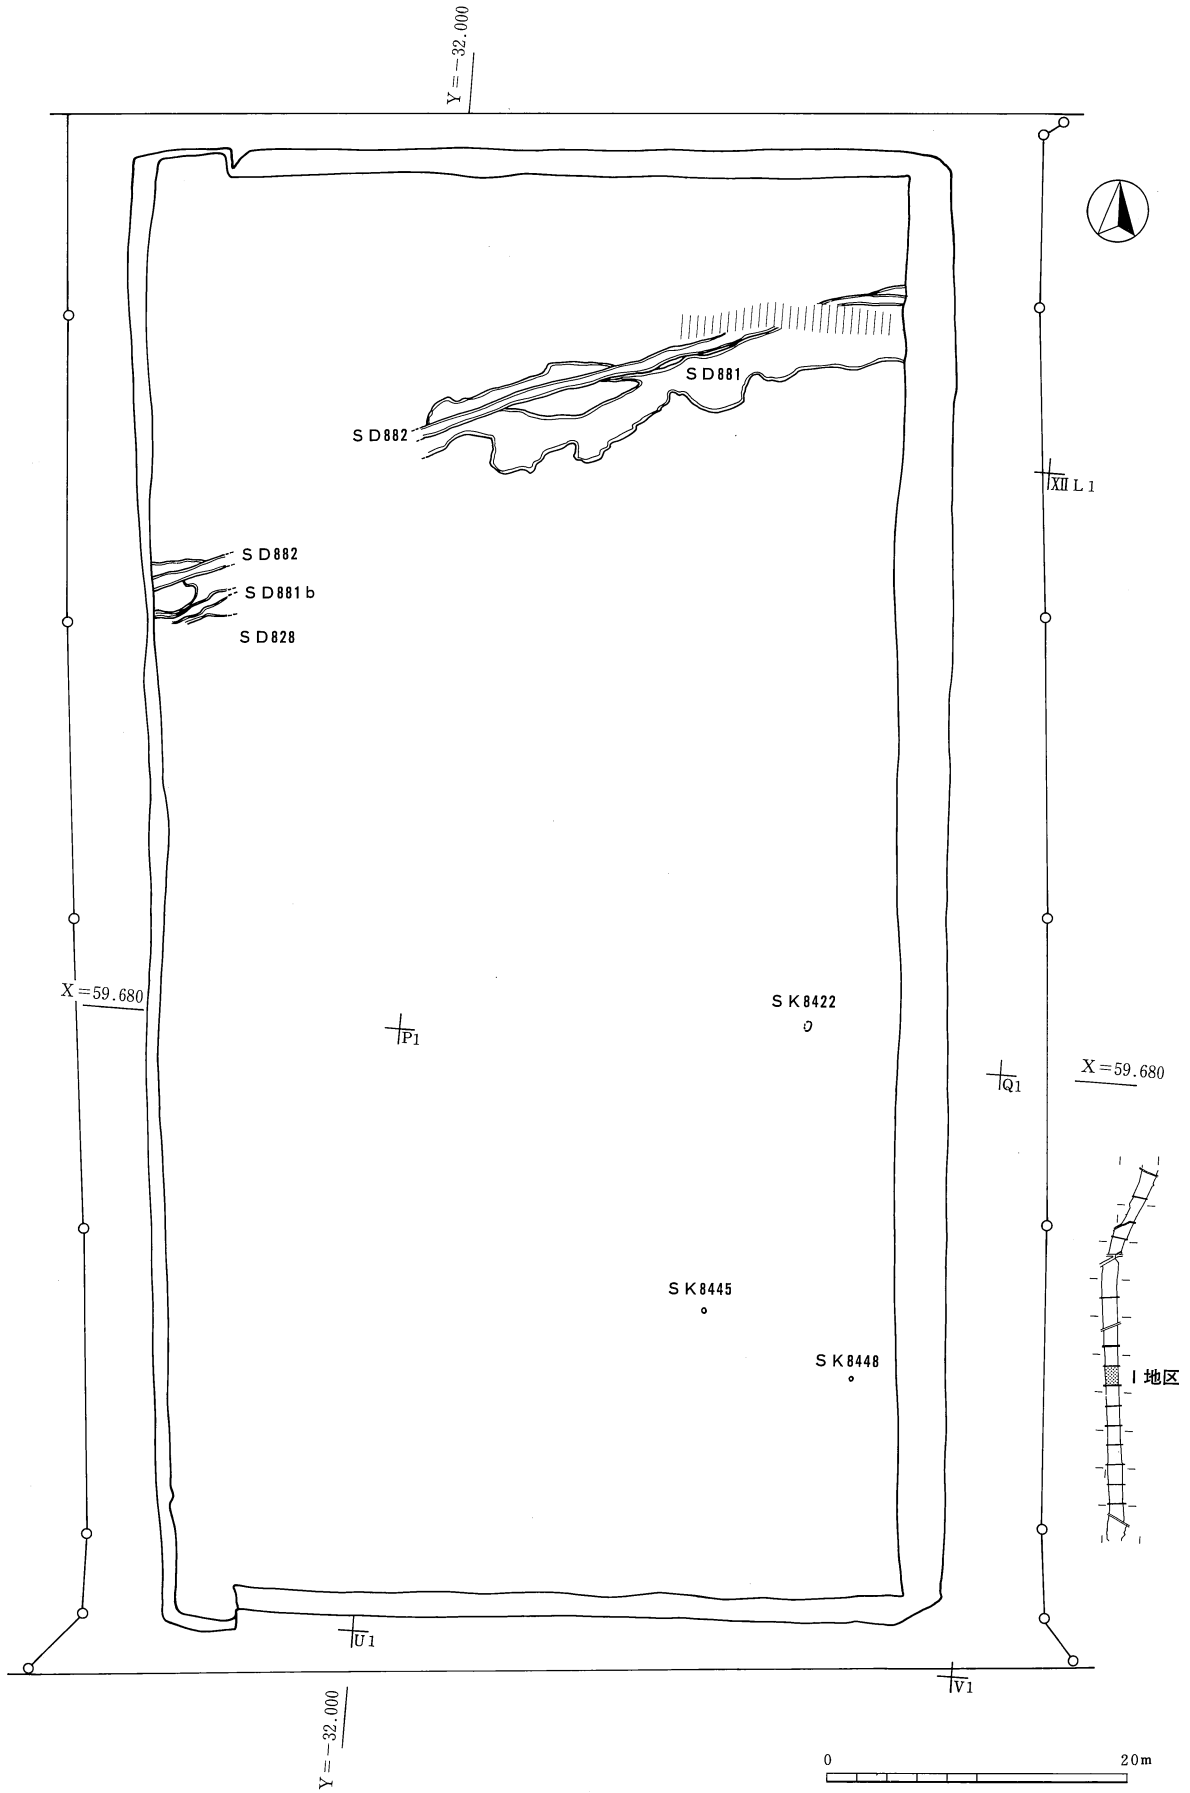 Y=-32.000
SD881
SD882
XII L1
SD882
SD881b
SD828
X=59.680
SK8422
P1
X=59.680
Q1
SK8445
SK8448
I地区
U1
V1
Y=-32.000
0 20m